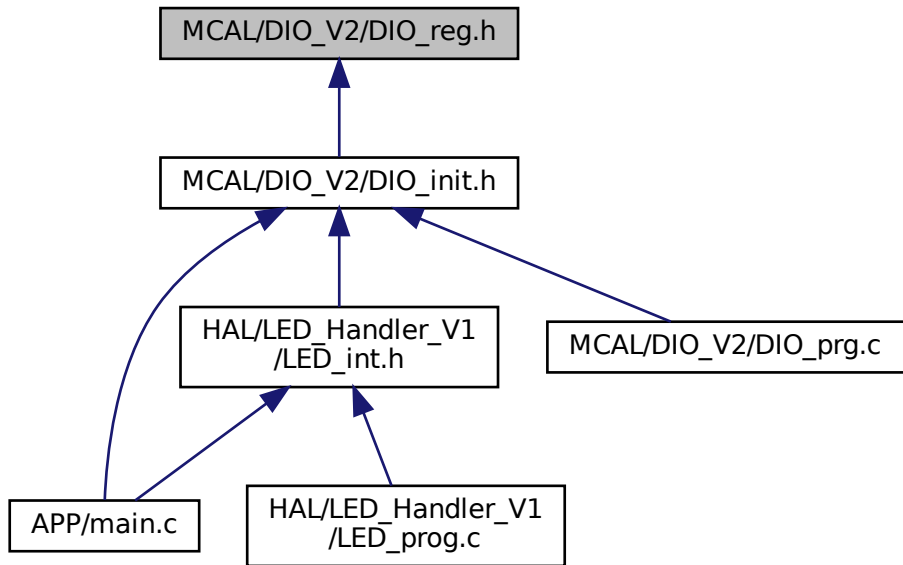 MCAL/DIO_V2/DIO_reg.h
MCAL/DIO_V2/DIO_init.h
HAL/LED_Handler_V1
/LED_int.h
MCAL/DIO_V2/DIO_prg.c
APP/main.c
HAL/LED_Handler_V1
/LED_prog.c